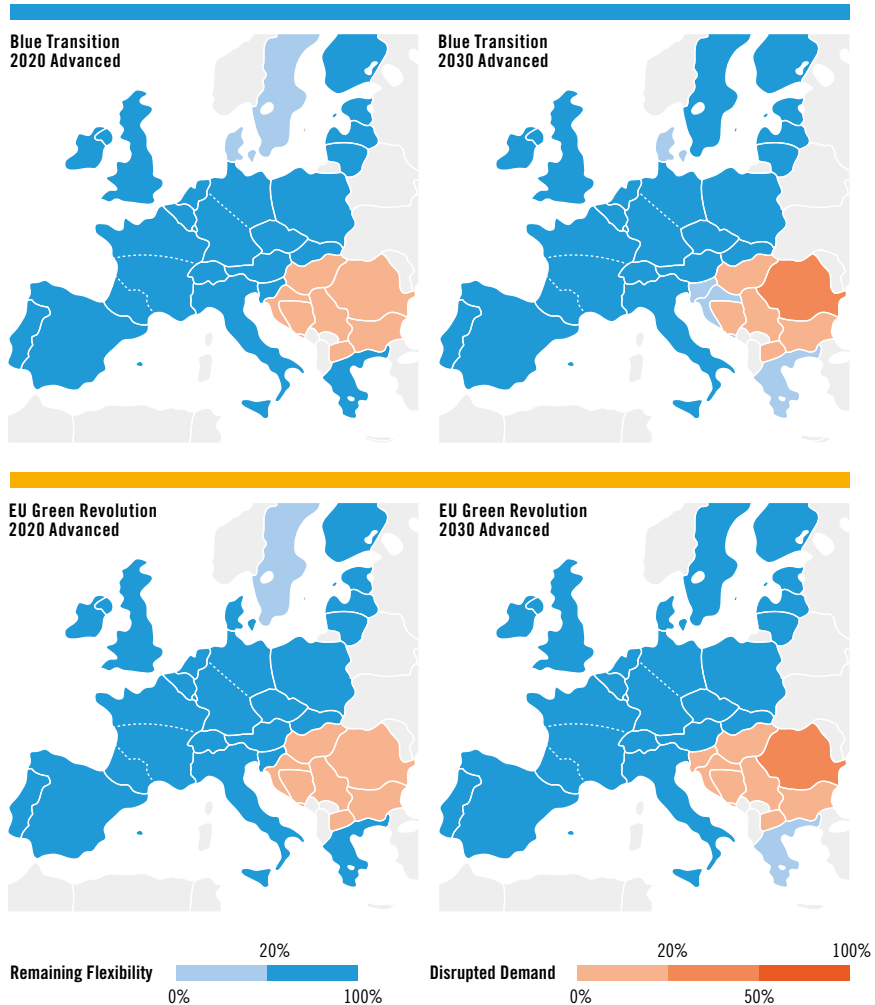 Blue Transition
2020 Advanced
Blue Transition
2030 Advanced
EU Green Revolution
2020 Advanced
EU Green Revolution
2030 Advanced
20%
Remaining Flexibility
0%
100%
20%
100%
Disrupted Demand
0%
50%